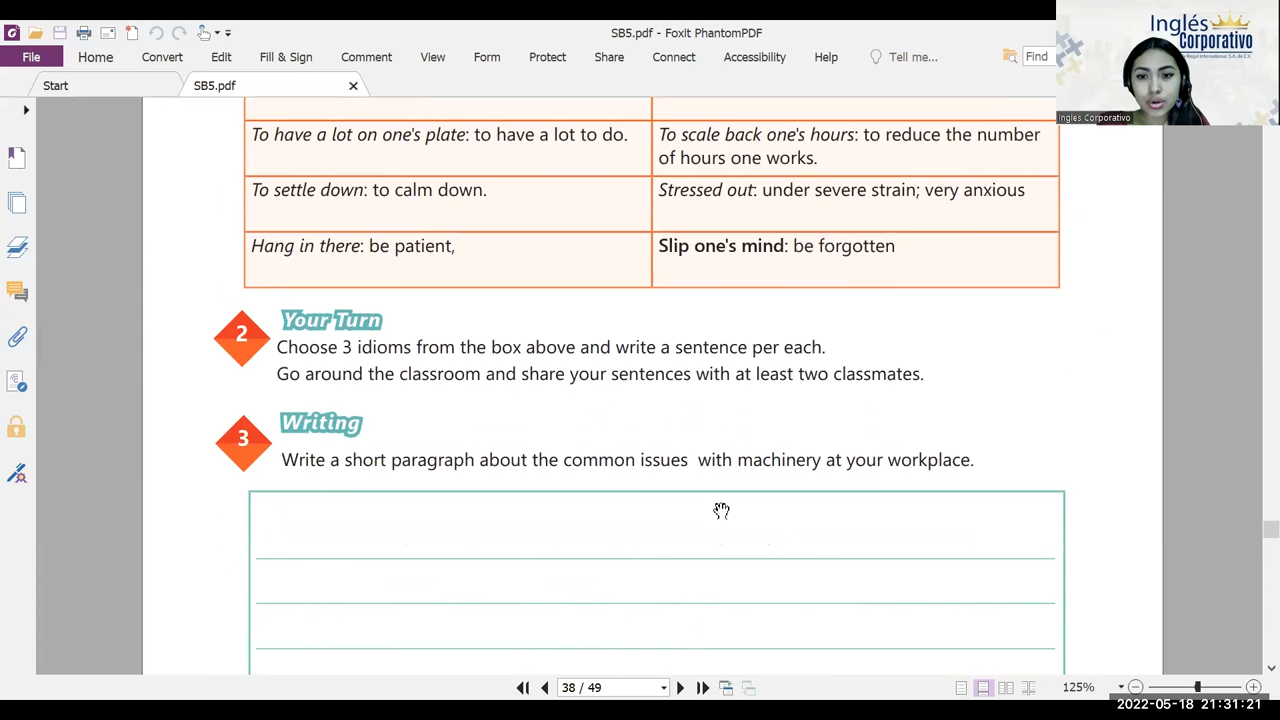 SB5.pdf - Foxit PhantomPDF
File Home Convert Edit Fill & Sign Comment View Form Protect Share Connect Accessibility Help Tell me... Find
Start SB5.pdf
Inglés
Corporativo
Ingles Corporativo
To have a lot on one's plate: to have a lot to do.
To scale back one's hours: to reduce the number
of hours one works.
To settle down: to calm down.
Stressed out: under severe strain; very anxious
Hang in there: be patient,
Slip one's mind: be forgotten
2 Your Turn
Choose 3 idioms from the box above and write a sentence per each.
Go around the classroom and share your sentences with at least two classmates.
3 Writing
Write a short paragraph about the common issues with machinery at your workplace.
38 / 49
125%
2022-05-18 21:31:21